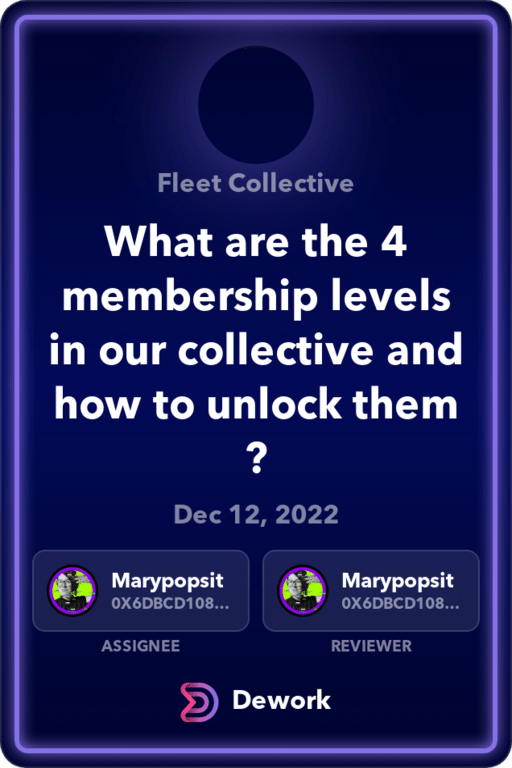 Fleet Collective
What are the 4
membership levels
in our collective and
how to unlock them
?
Dec 12, 2022
Marypopsit
0X6DBCD108...
Marypopsit
0X6DBCD108...
ASSIGNEE
REVIEWER
Dework